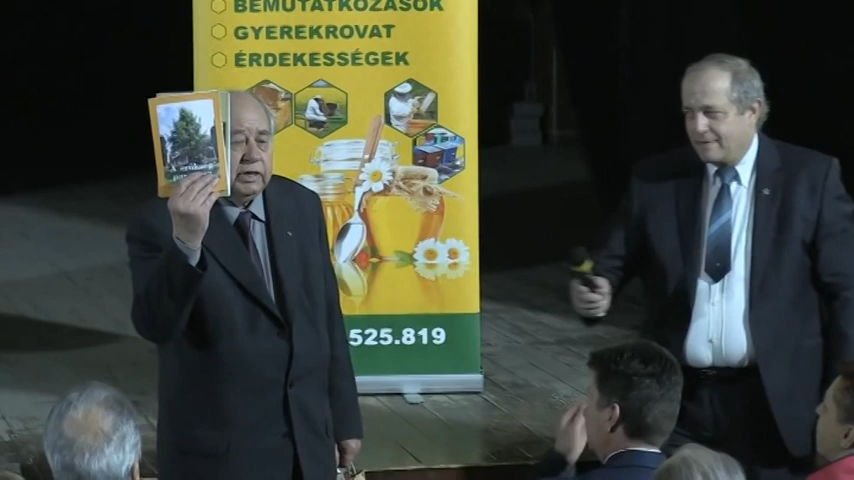 BEMUTATKOZÁSOK
GYEREKROVAT
ÉRDEKESSÉGEK
525.819